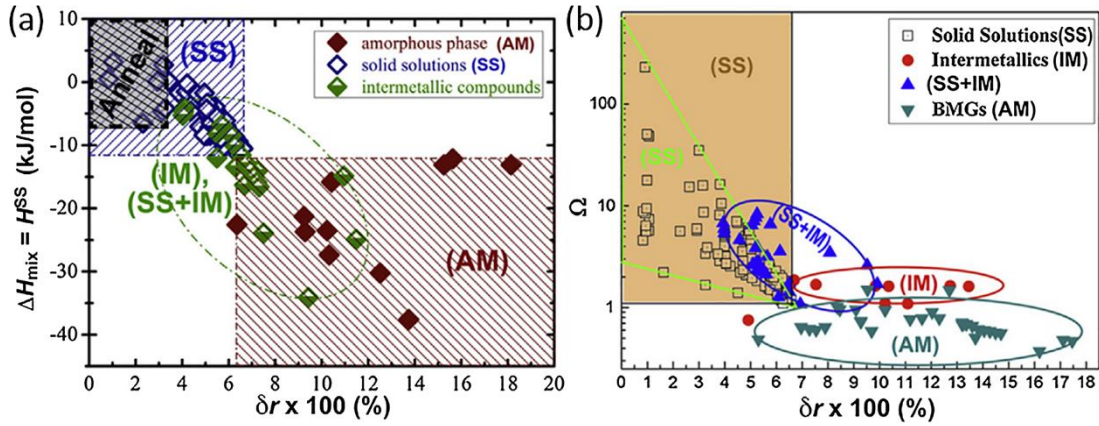 (a)
amorphous phase (AM)
solid solutions (SS)
intermetallic compounds
Anneal
(SS)
(IM),
(SS+IM)
(AM)
10
0
-10
-20
-30
-40
ΔHmix = H^SS (kJ/mol)
0 2 4 6 8 10 12 14 16 18 20
δr x 100 (%)
(b)
Solid Solutions(SS)
Intermetallics (IM)
(SS+IM)
BMGs (AM)
(SS)
(SS)
(SS+IM)
(IM)
(AM)
100
10
1
Ω
0 1 2 3 4 5 6 7 8 9 10 11 12 13 14 15 16 17 18
δr x 100 (%)